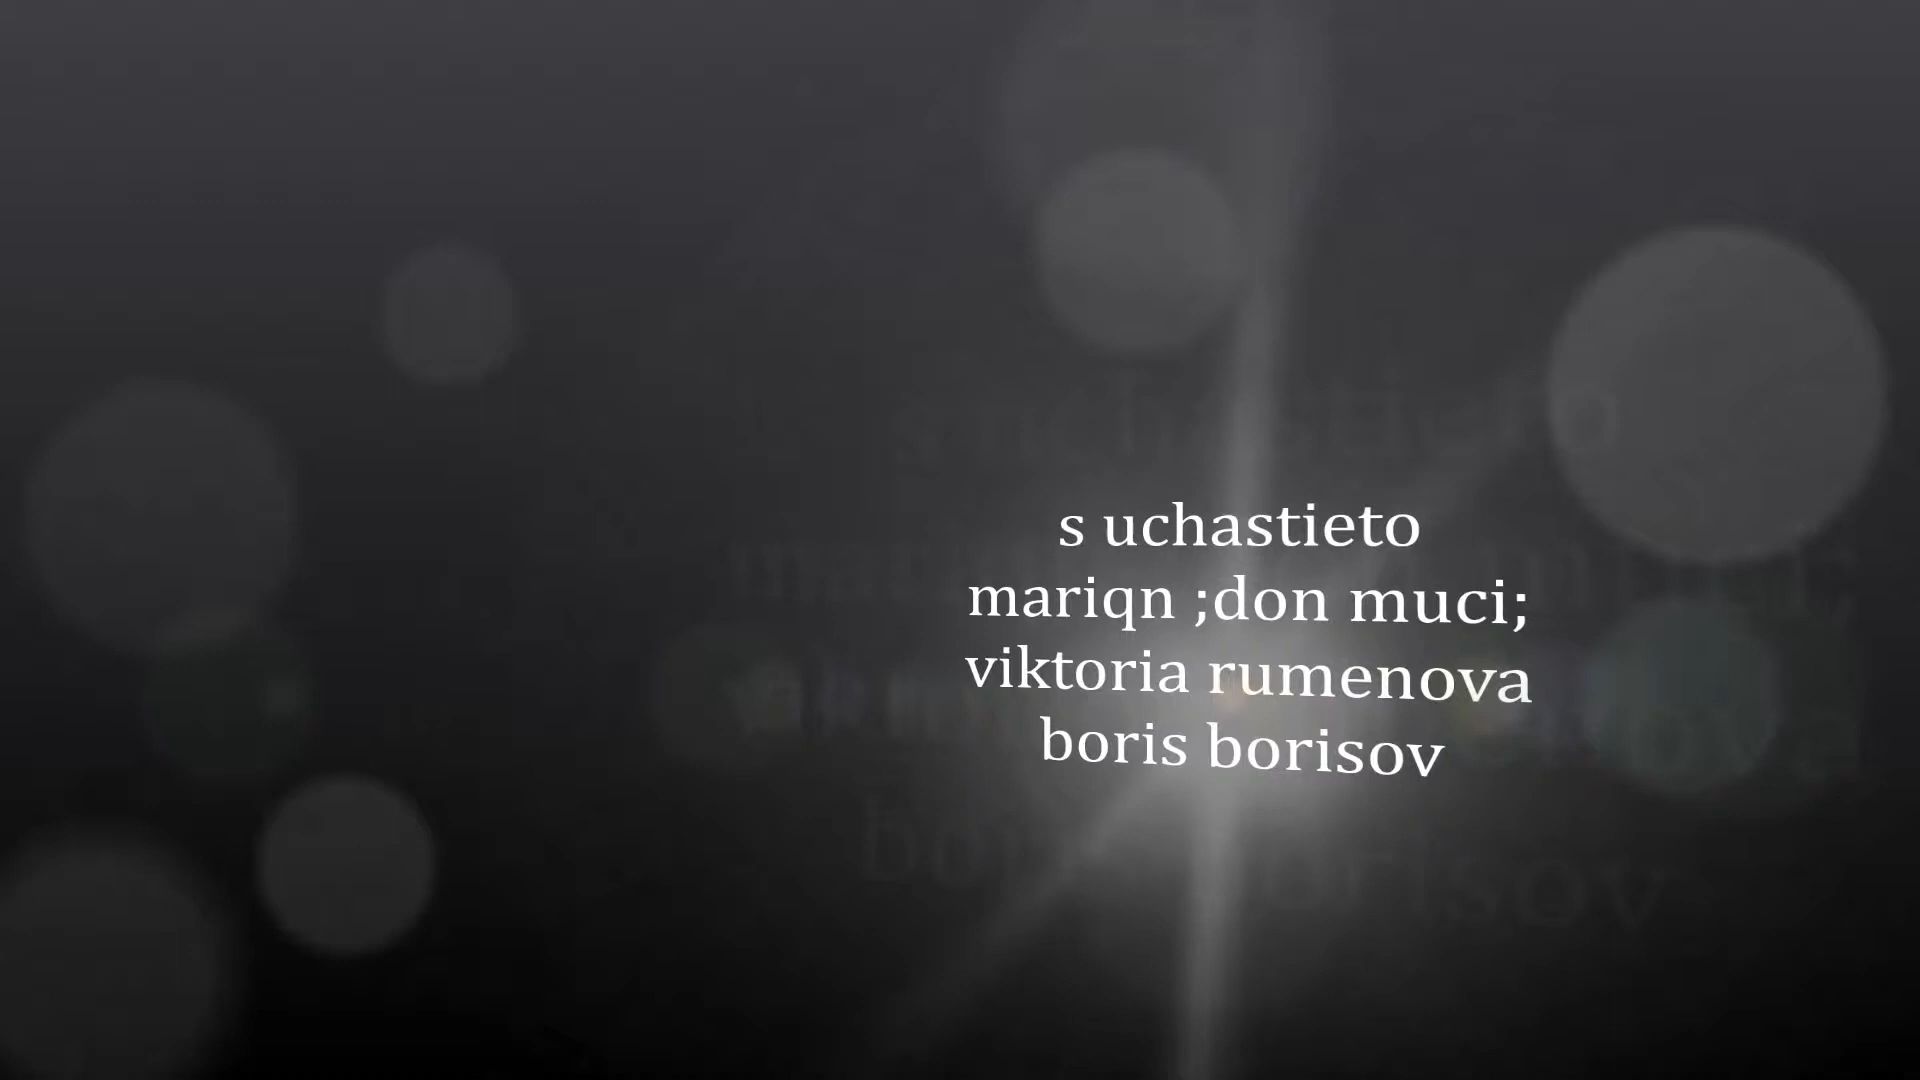 s uchastieto
mariqn ;don muci;
viktoria rumenova
boris borisov